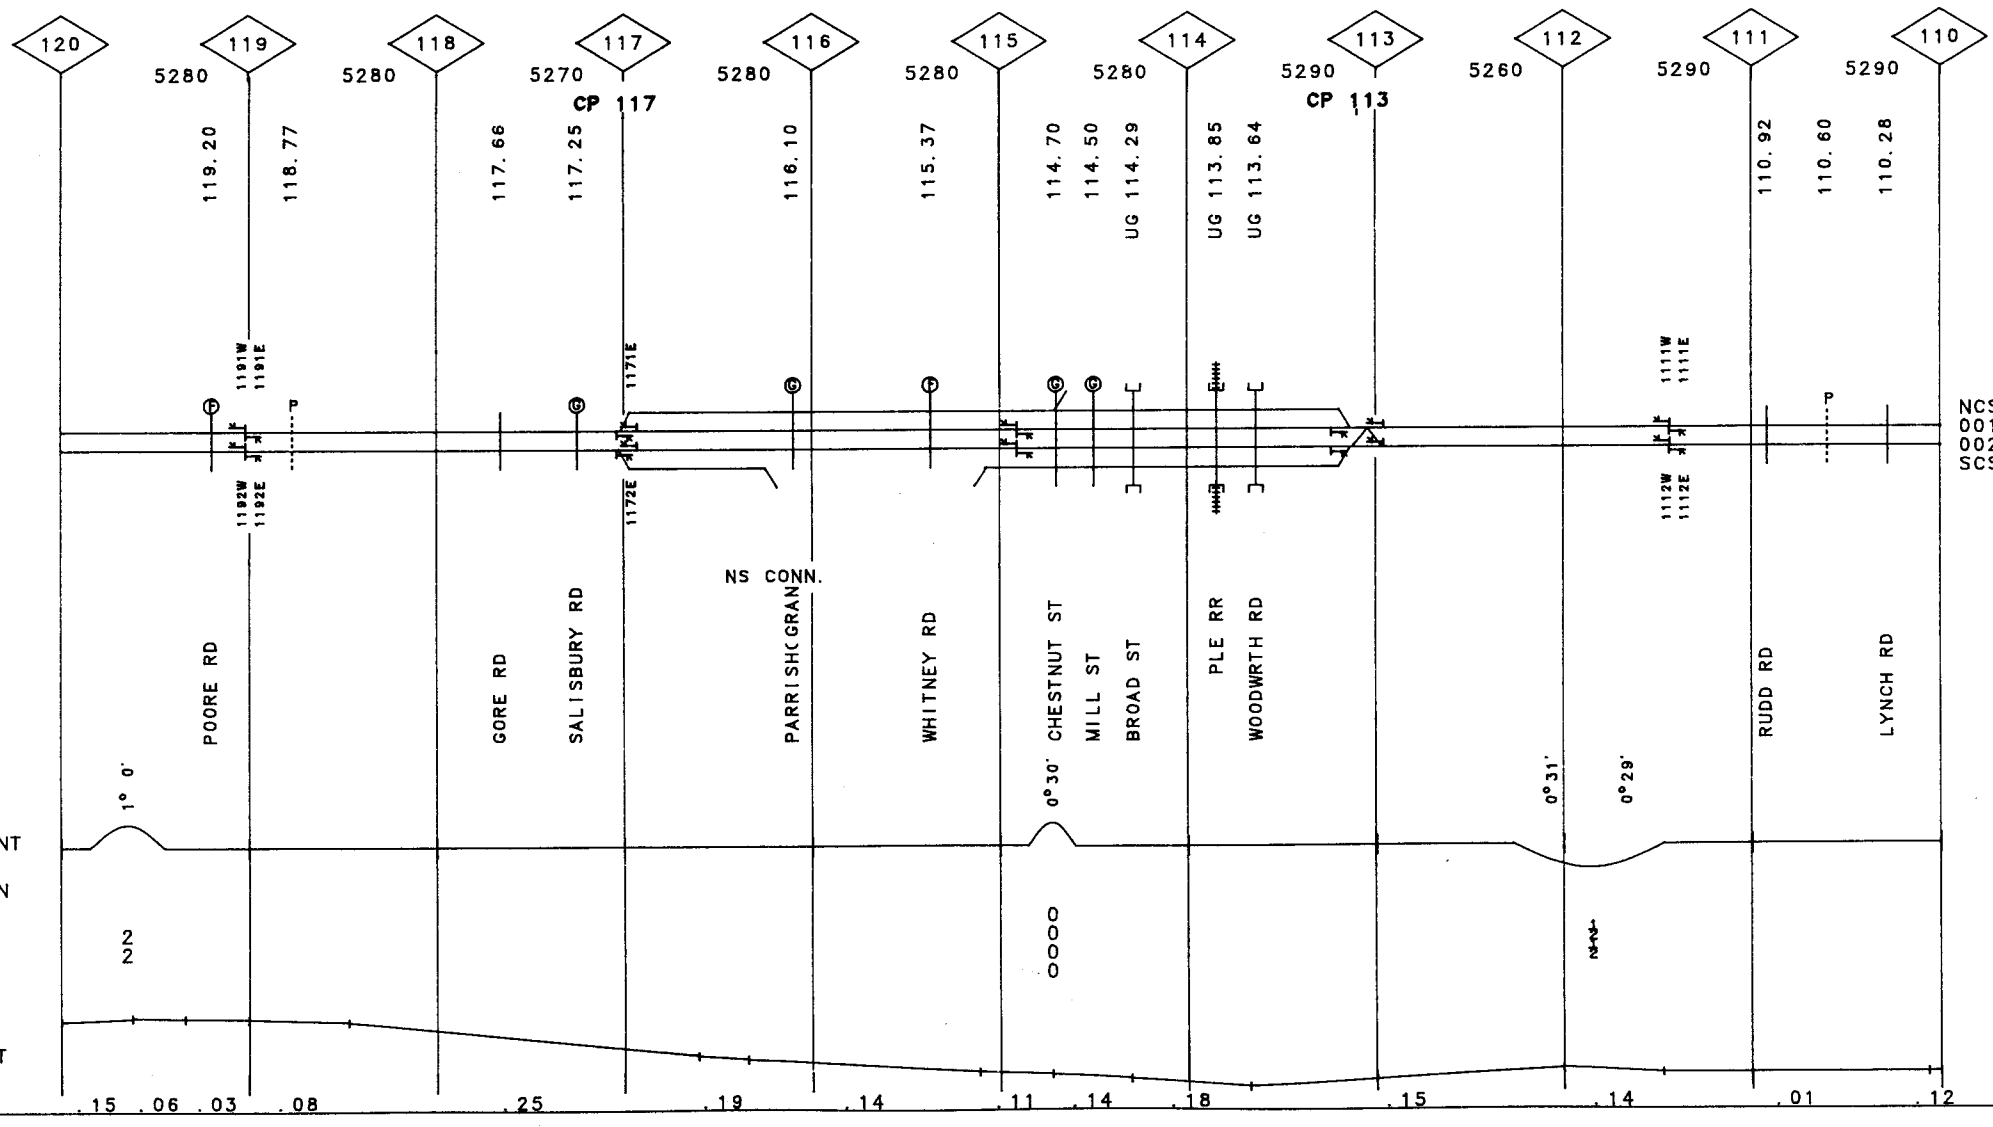 120 119 118 117 116 115 114 113 112 111 110
5280 5280 5270 5280 5280 5280 5290 5260 5290 5290
CP 117 CP 113
119.20 118.77 117.66 117.25 116.10 115.37 114.70 114.50 UG 114.29 UG 113.85 UG 113.64 110.92 110.60 110.28
1191W 1191E 1171E 1111W 1111E
F P G G F G G P
NCS
001
002
SCS
1192W 1192E 1172E 1112W 1112E
NS CONN.
POORE RD GORE RD SALISBURY RD PARRISH(GRAN WHITNEY RD CHESTNUT ST MILL ST BROAD ST PLE RR WOODWRTH RD RUDD RD LYNCH RD
1° 0' 0°30' 0°31' 0°29'
NT
N
2
2
0
0
0
0
T
.15 .06 .03 .08 .25 .19 .14 .11 .14 .18 .15 .14 .01 .12